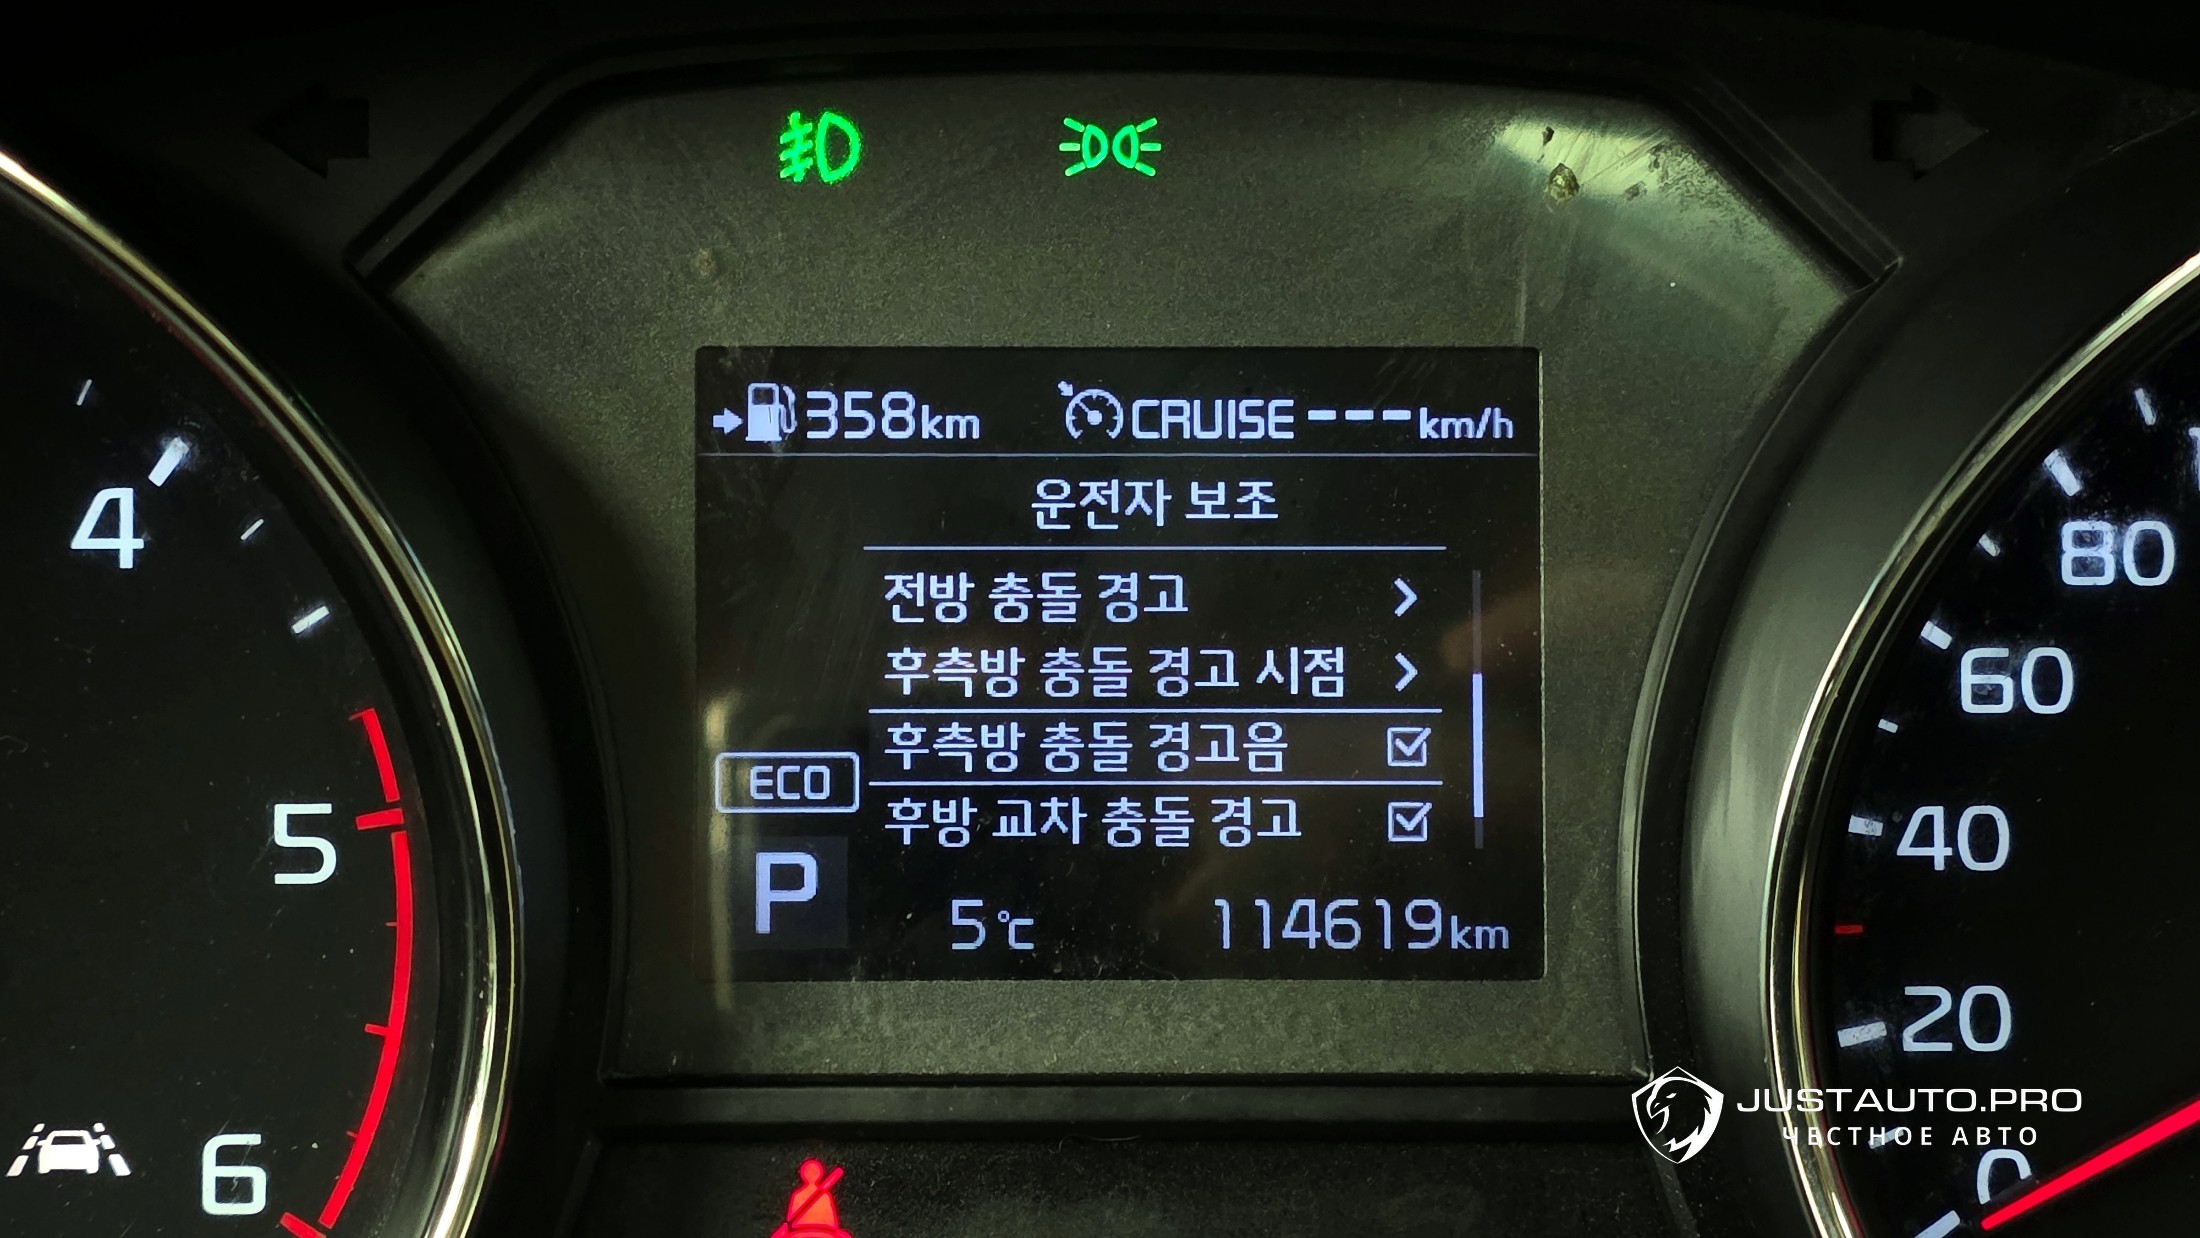 358km CRUISE ---km/h
운전자 보조
전방 충돌 경고
후측방 충돌 경고 시점
후측방 충돌 경고음
후방 교차 충돌 경고
ECO
P
5℃ 114619km
4
5
6
80
60
40
20
0
JUSTAUTO.PRO
ЧЕСТНОЕ АВТО